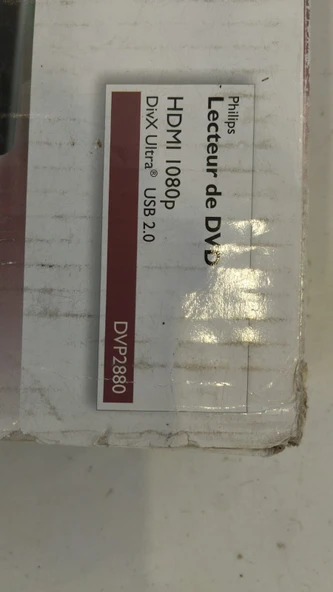 Philips
Lecteur de DVD
HDMI 1080p
DivX Ultra® USB 2.0
DVP2880